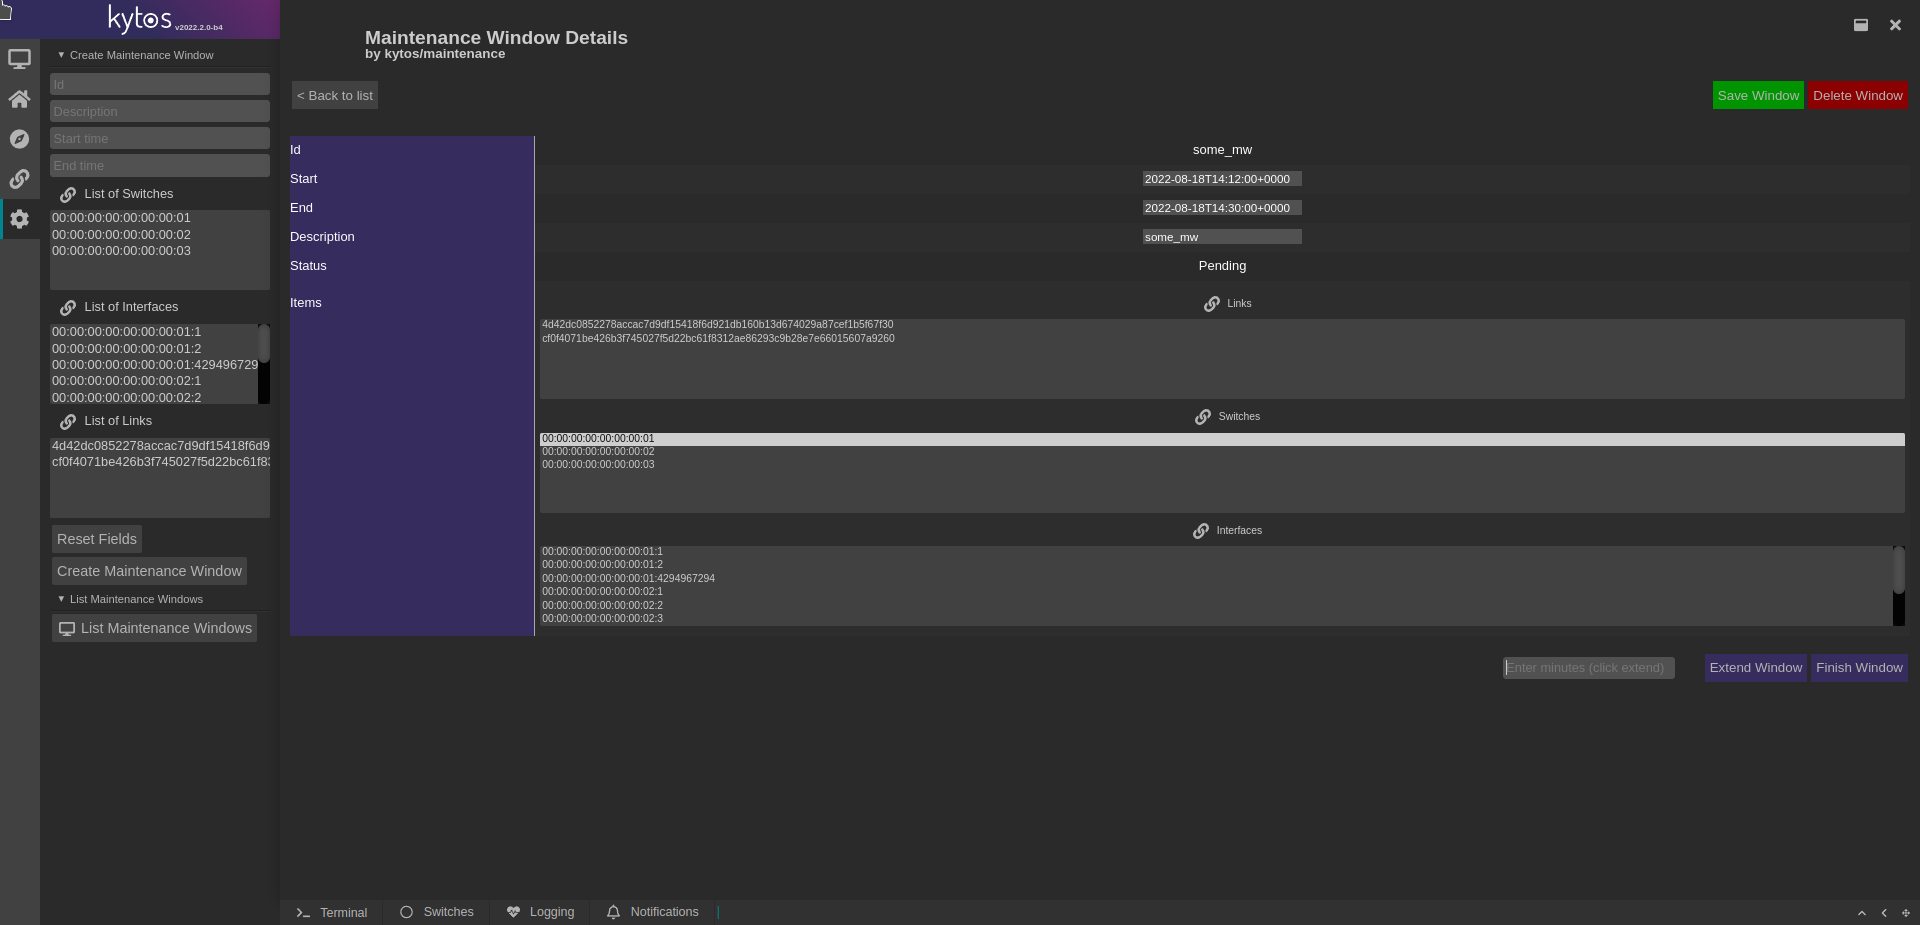 kytos v2022.2.0-b4
Create Maintenance Window
Id
Description
Start time
End time
List of Switches
00:00:00:00:00:00:00:01
00:00:00:00:00:00:00:02
00:00:00:00:00:00:00:03
List of Interfaces
00:00:00:00:00:00:00:01:1
00:00:00:00:00:00:00:01:2
00:00:00:00:00:00:00:01:429496729
00:00:00:00:00:00:00:02:1
00:00:00:00:00:00:00:02:2
List of Links
4d42dc0852278accac7d9df15418f6d9
cf0f4071be426b3f745027f5d22bc61f83
Reset Fields
Create Maintenance Window
List Maintenance Windows
List Maintenance Windows
Maintenance Window Details
by kytos/maintenance
< Back to list
Save Window Delete Window
Id some_mw
Start 2022-08-18T14:12:00+0000
End 2022-08-18T14:30:00+0000
Description some_mw
Status Pending
Items Links
4d42dc0852278accac7d9df15418f6d921db160b13d674029a87cef1b5f67f30
cf0f4071be426b3f745027f5d22bc61f8312ae86293c9b28e7e66015607a9260
Switches
00:00:00:00:00:00:00:01
00:00:00:00:00:00:00:02
00:00:00:00:00:00:00:03
Interfaces
00:00:00:00:00:00:00:01:1
00:00:00:00:00:00:00:01:2
00:00:00:00:00:00:00:01:4294967294
00:00:00:00:00:00:00:02:1
00:00:00:00:00:00:00:02:2
00:00:00:00:00:00:00:02:3
Enter minutes (click extend) Extend Window Finish Window
Terminal Switches Logging Notifications